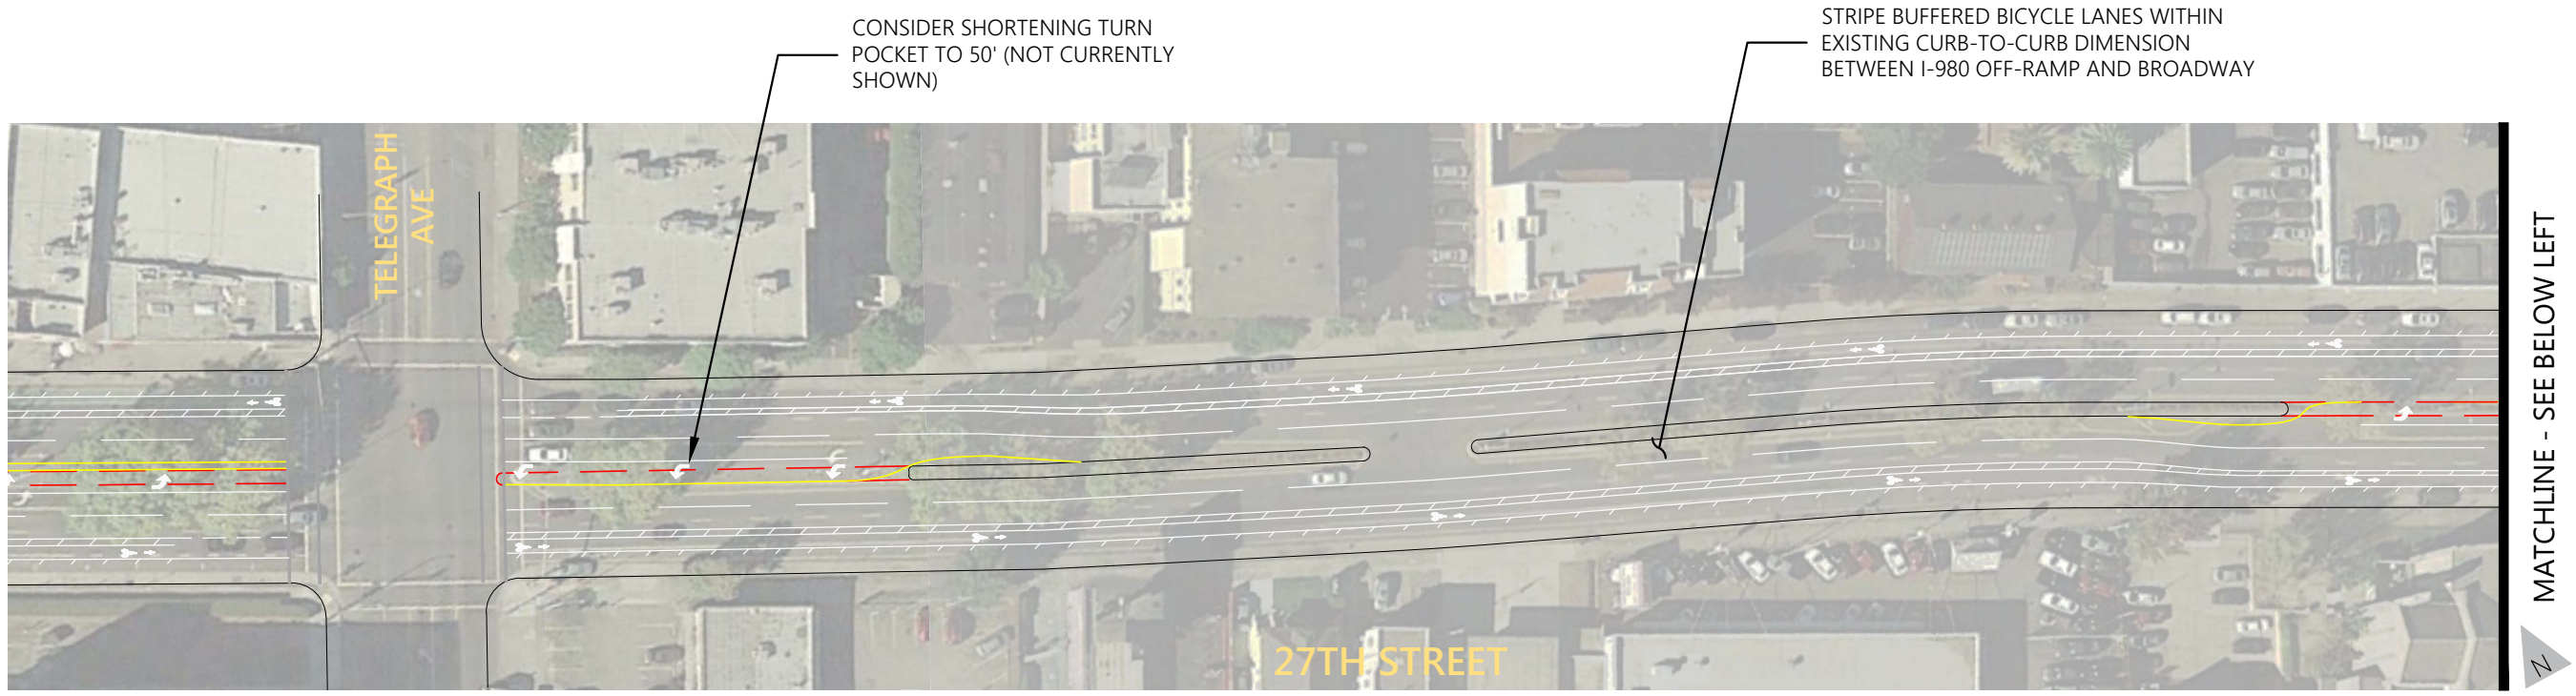 CONSIDER SHORTENING TURN
POCKET TO 50' (NOT CURRENTLY
SHOWN)
STRIPE BUFFERED BICYCLE LANES WITHIN
EXISTING CURB-TO-CURB DIMENSION
BETWEEN I-980 OFF-RAMP AND BROADWAY
TELEGRAPH
AVE
27TH STREET
MATCHLINE - SEE BELOW LEFT
N